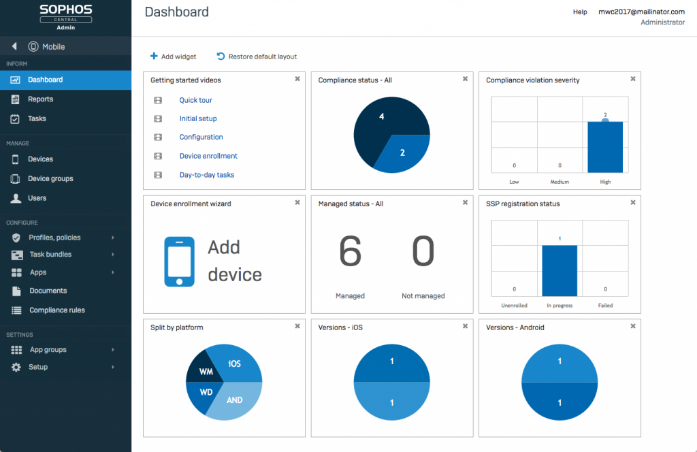 SOPHOS
CENTRAL
Admin
Mobile
INFORM
Dashboard
Reports
Tasks
MANAGE
Devices
Device groups
Users
CONFIGURE
Profiles, policies
Task bundles
Apps
Documents
Compliance rules
SETTINGS
App groups
Setup
Dashboard
Help mwc2017@mailinator.com
Administrator
Add widget Restore default layout
Getting started videos
Quick tour
Initial setup
Configuration
Device enrollment
Day-to-day tasks
Compliance status - All
4
2
Compliance violation severity
0 0 2
Low Medium High
Device enrollment wizard
Add
device
Managed status - All
6 0
Managed Not managed
SSP registration status
0 1 0
Unenrolled In progress Failed
Split by platform
iOS
WM
WD
AND
Versions - iOS
1
1
Versions - Android
1
1